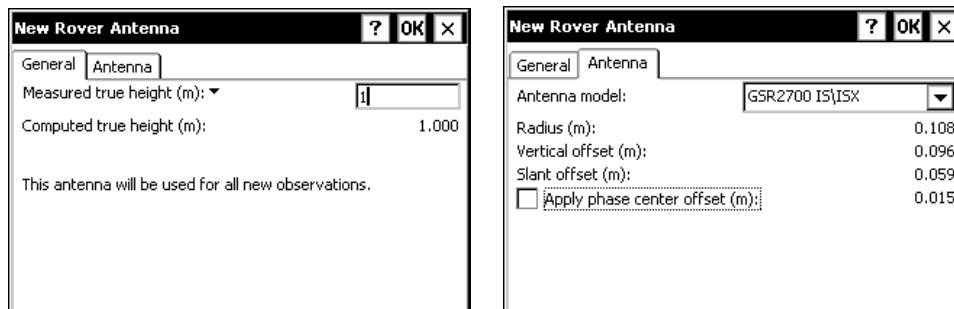 New Rover Antenna ? OK ×
General Antenna
Measured true height (m): 1
Computed true height (m): 1.000
This antenna will be used for all new observations.
New Rover Antenna ? OK ×
General Antenna
Antenna model: GSR2700 IS\ISX
Radius (m): 0.108
Vertical offset (m): 0.096
Slant offset (m): 0.059
Apply phase center offset (m): 0.015